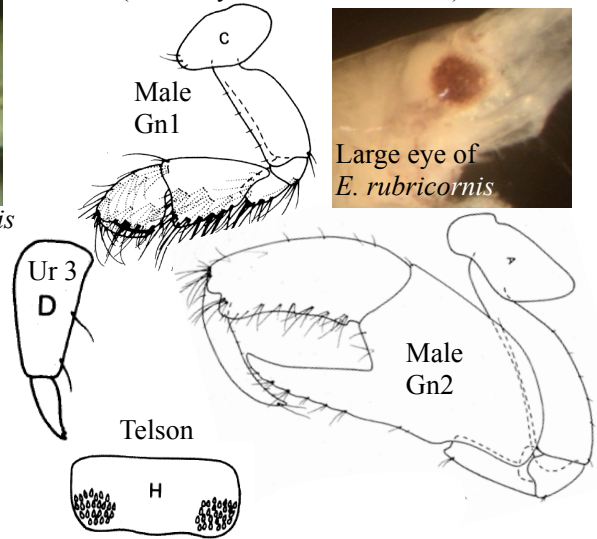 C
Male
Gn1
Large eye of
E. rubricornis
is
Ur 3
D
A
Male
Gn2
Telson
H